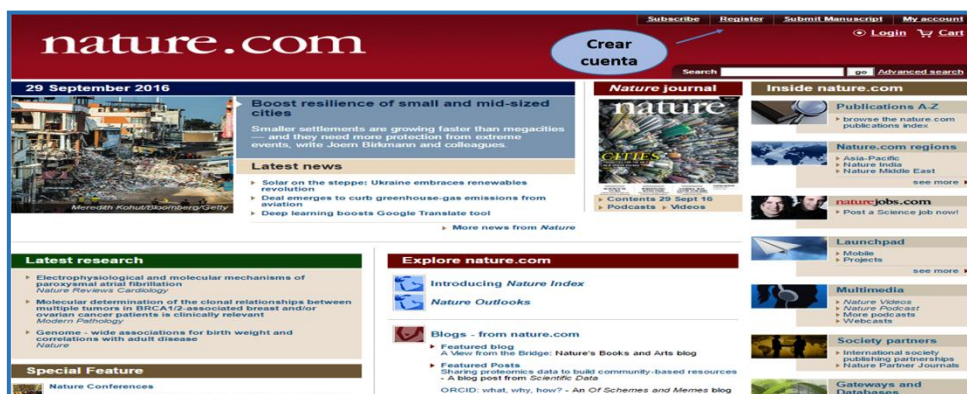 Subscribe Register Submit Manuscript My account
nature.com
Crear
cuenta
Login Cart
Search go Advanced search
29 September 2016
Boost resilience of small and mid-sized
cities
Smaller settlements are growing faster than megacities
— and they need more protection from extreme
events, write Joern Birkmann and colleagues.
Meredith Kohut/Bloomberg/Getty
Latest news
Solar on the steppe: Ukraine embraces renewables
revolution
Deal emerges to curb greenhouse-gas emissions from
aviation
Deep learning boosts Google Translate tool
More news from Nature
Nature journal
nature
CITIES
Contents 29 Sept 16
Podcasts Videos
Inside nature.com
Publications A-Z
browse the nature.com
publications index
Nature.com regions
Asia-Pacific
Nature India
Nature Middle East
see more
naturejobs.com
Post a Science job now!
Launchpad
Mobile
Projects
see more
Multimedia
Nature Videos
Nature Podcast
More podcasts
Webcasts
Society partners
International society
publishing partnerships
Nature Partner Journals
Gateways and
Databases
Latest research
Electrophysiological and molecular mechanisms of
paroxysmal atrial fibrillation
Nature Reviews Cardiology
Molecular determination of the clonal relationships between
multiple tumors in BRCA1/2-associated breast and/or
ovarian cancer patients is clinically relevant
Modern Pathology
Genome - wide associations for birth weight and
correlations with adult disease
Nature
Special Feature
Nature Conferences
Explore nature.com
Introducing Nature Index
Nature Outlooks
Blogs - from nature.com
Featured blog
A View from the Bridge: Nature's Books and Arts blog
Featured Posts
Sharing proteomics data to build community-based resources
- A blog post from Scientific Data
ORCID: what, why, how? - An Of Schemes and Memes blog